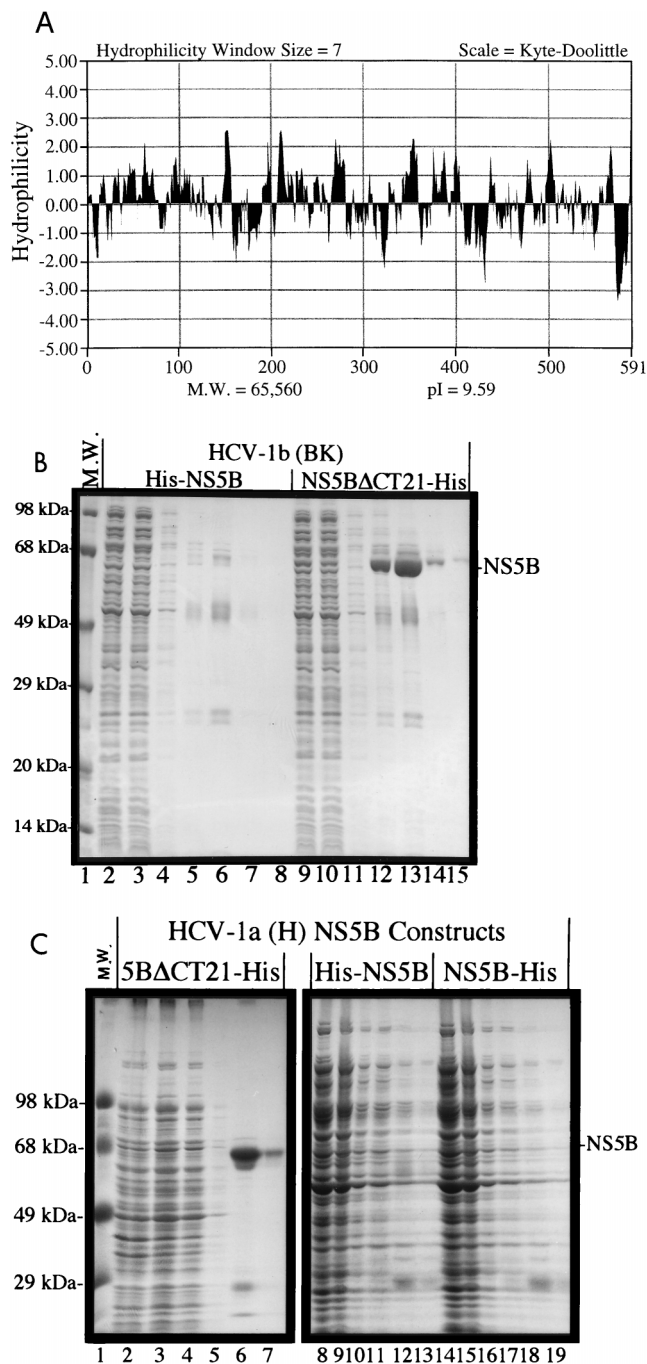 A
Hydrophilicity Window Size = 7 Scale = Kyte-Doolittle
5.00
4.00
3.00
2.00
1.00
0.00
-1.00
-2.00
-3.00
-4.00
-5.00
Hydrophilicity
0 100 200 300 400 500 591
M.W. = 65,560 pI = 9.59
B
M.W.
HCV-1b (BK)
His-NS5B NS5BΔCT21-His
98 kDa-
68 kDa-
-NS5B
49 kDa-
29 kDa-
20 kDa-
14 kDa-
1 2 3 4 5 6 7 8 9 10 11 12 13 14 15
C
M.W.
HCV-1a (H) NS5B Constructs
5BΔCT21-His His-NS5B NS5B-His
98 kDa-
68 kDa-
-NS5B
49 kDa-
29 kDa-
1 2 3 4 5 6 7 8 9 10 11 12 13 14 15 16 17 18 19